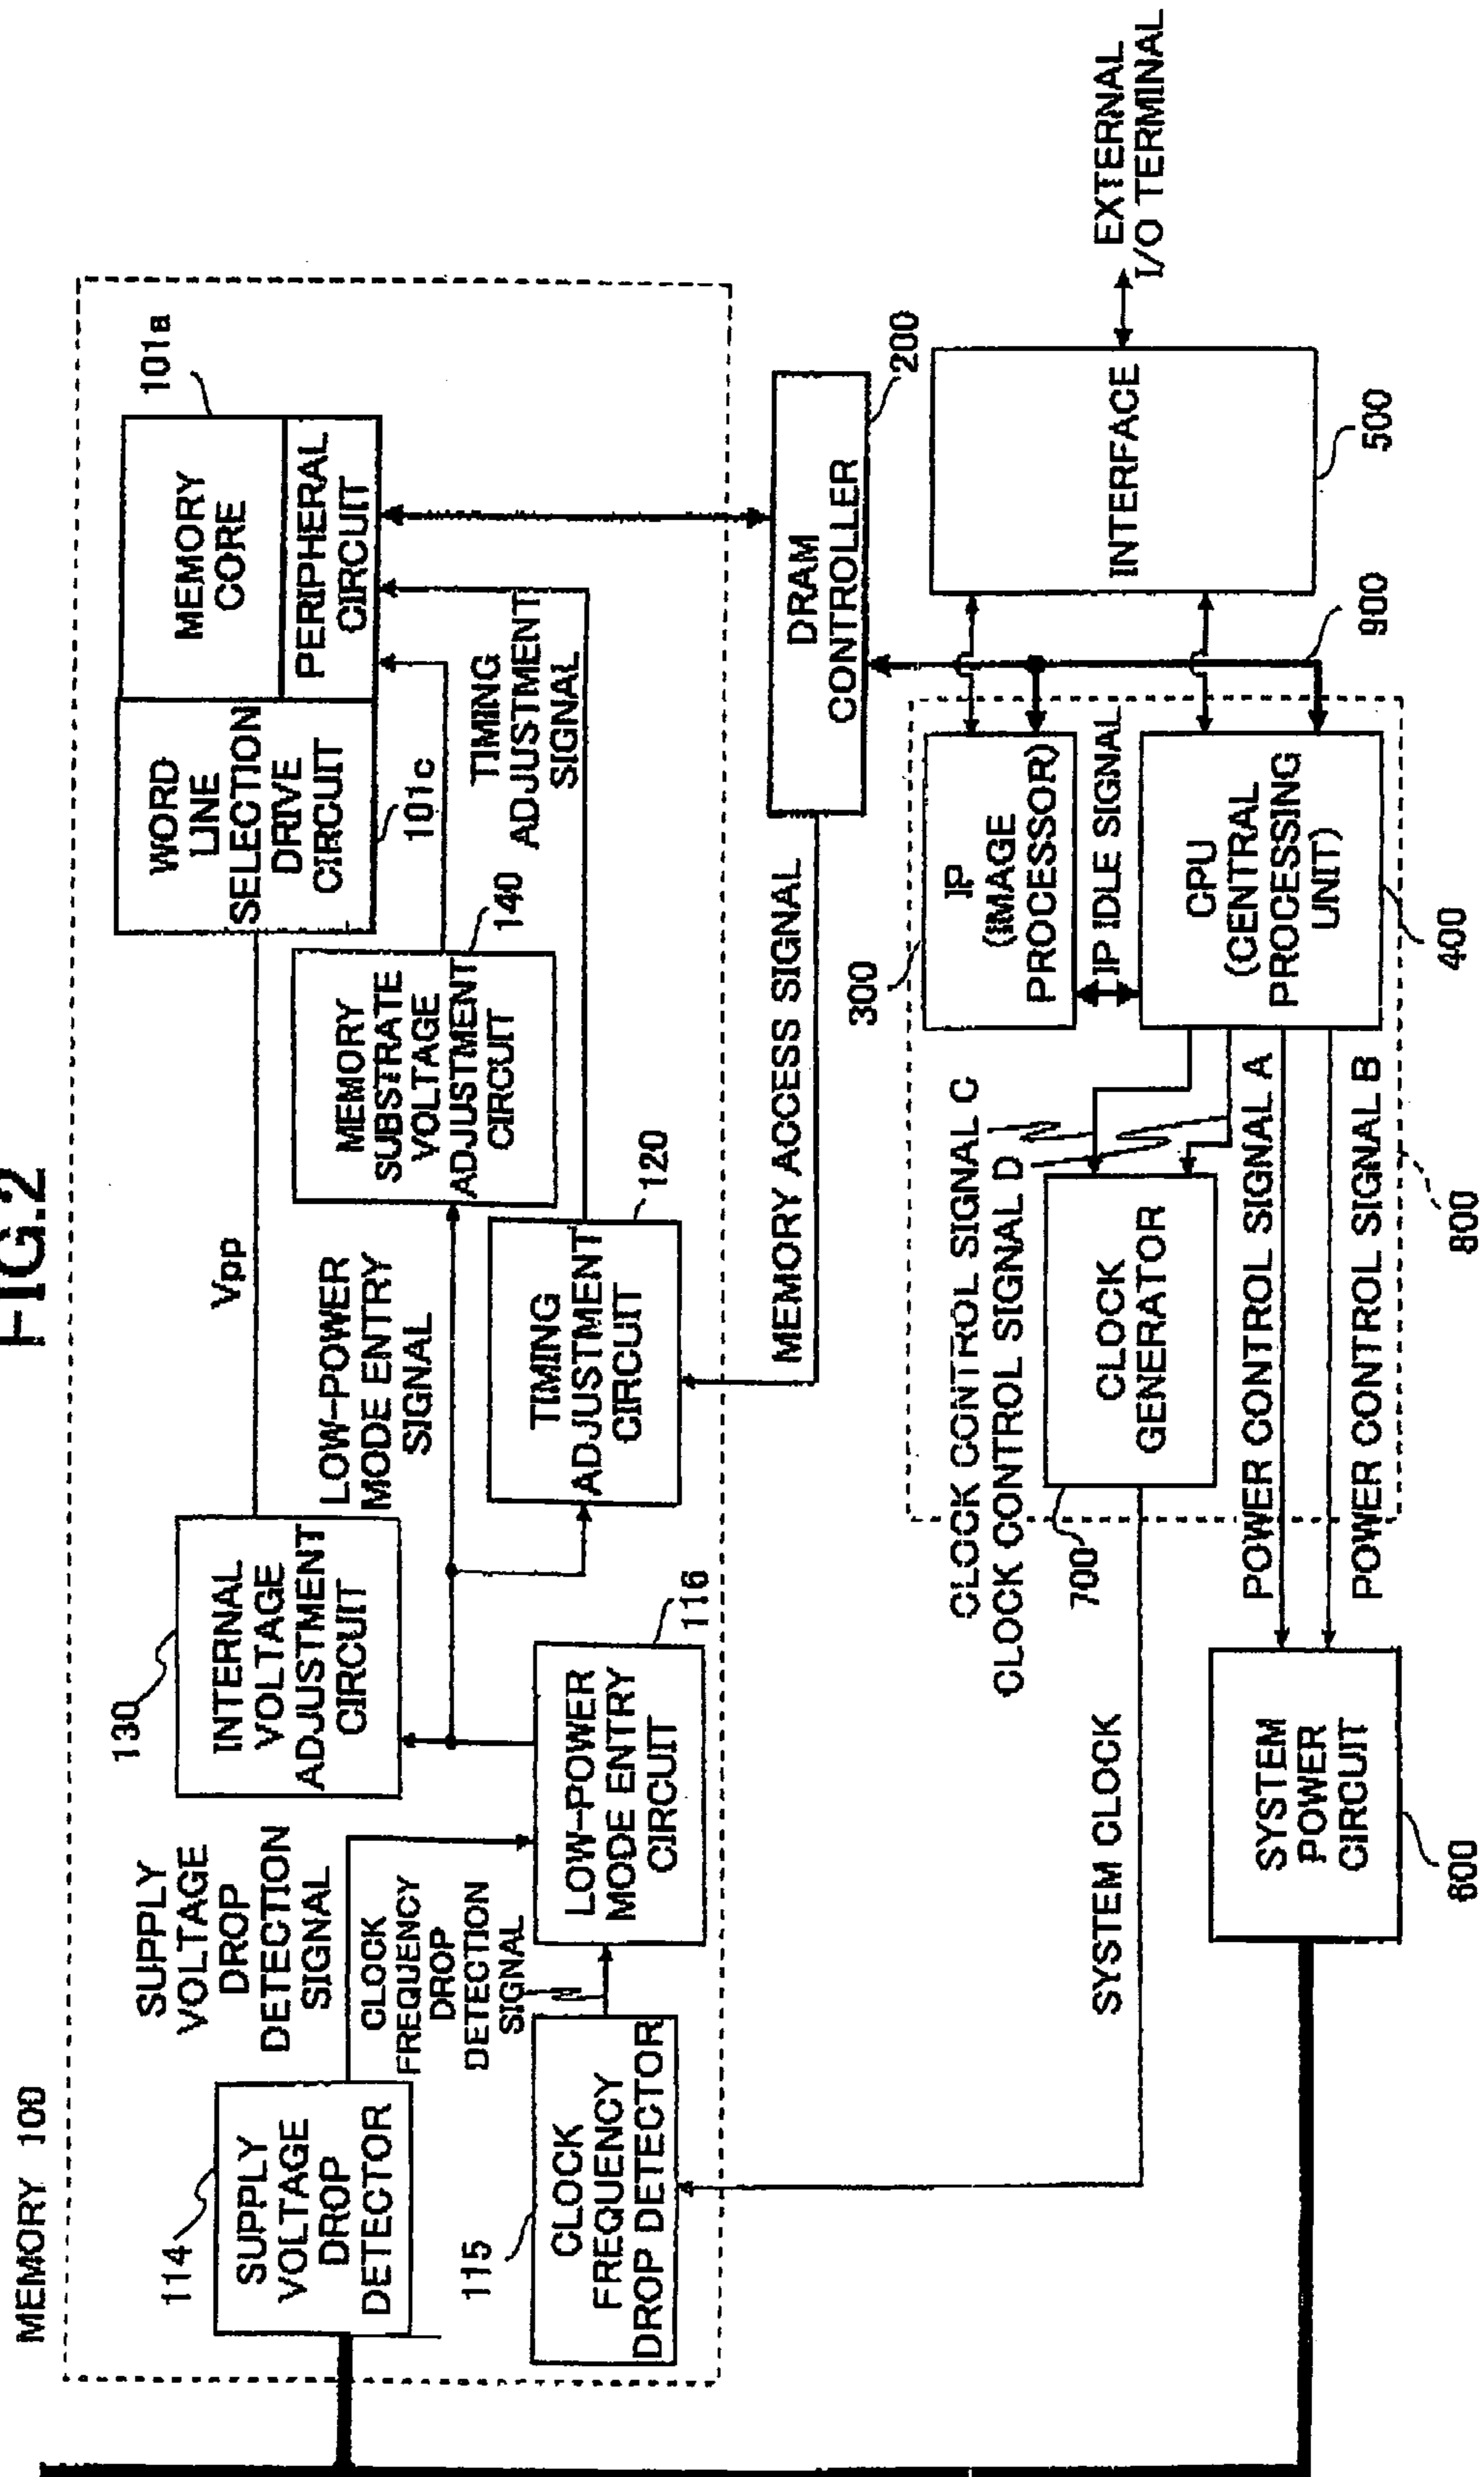 FIG.2
MEMORY 100
114
SUPPLY
VOLTAGE
DROP
DETECTOR
SUPPLY
VOLTAGE
DROP
DETECTION
SIGNAL
115
CLOCK
FREQUENCY
DROP DETECTOR
CLOCK
FREQUENCY
DROP
DETECTION
SIGNAL
LOW-POWER
MODE ENTRY
CIRCUIT
116
130
INTERNAL
VOLTAGE
ADJUSTMENT
CIRCUIT
Vpp
LOW-POWER
MODE ENTRY
SIGNAL
TIMING
ADJUSTMENT
CIRCUIT
120
MEMORY
SUBSTRATE
VOLTAGE
ADJUSTMENT
CIRCUIT
140
WORD
LINE
SELECTION
DRIVE
CIRCUIT
101c
MEMORY
CORE
PERIPHERAL
CIRCUIT
101a
TIMING
ADJUSTMENT
SIGNAL
MEMORY ACCESS SIGNAL
DRAM
CONTROLLER
200
SYSTEM CLOCK
SYSTEM
POWER
CIRCUIT
600
CLOCK CONTROL SIGNAL C
CLOCK CONTROL SIGNAL D
700
CLOCK
GENERATOR
POWER CONTROL SIGNAL A
POWER CONTROL SIGNAL B
800
300
IP
(IMAGE
PROCESSOR)
IP IDLE SIGNAL
CPU
(CENTRAL
PROCESSING
UNIT)
400
900
INTERFACE
500
EXTERNAL
I/O TERMINAL